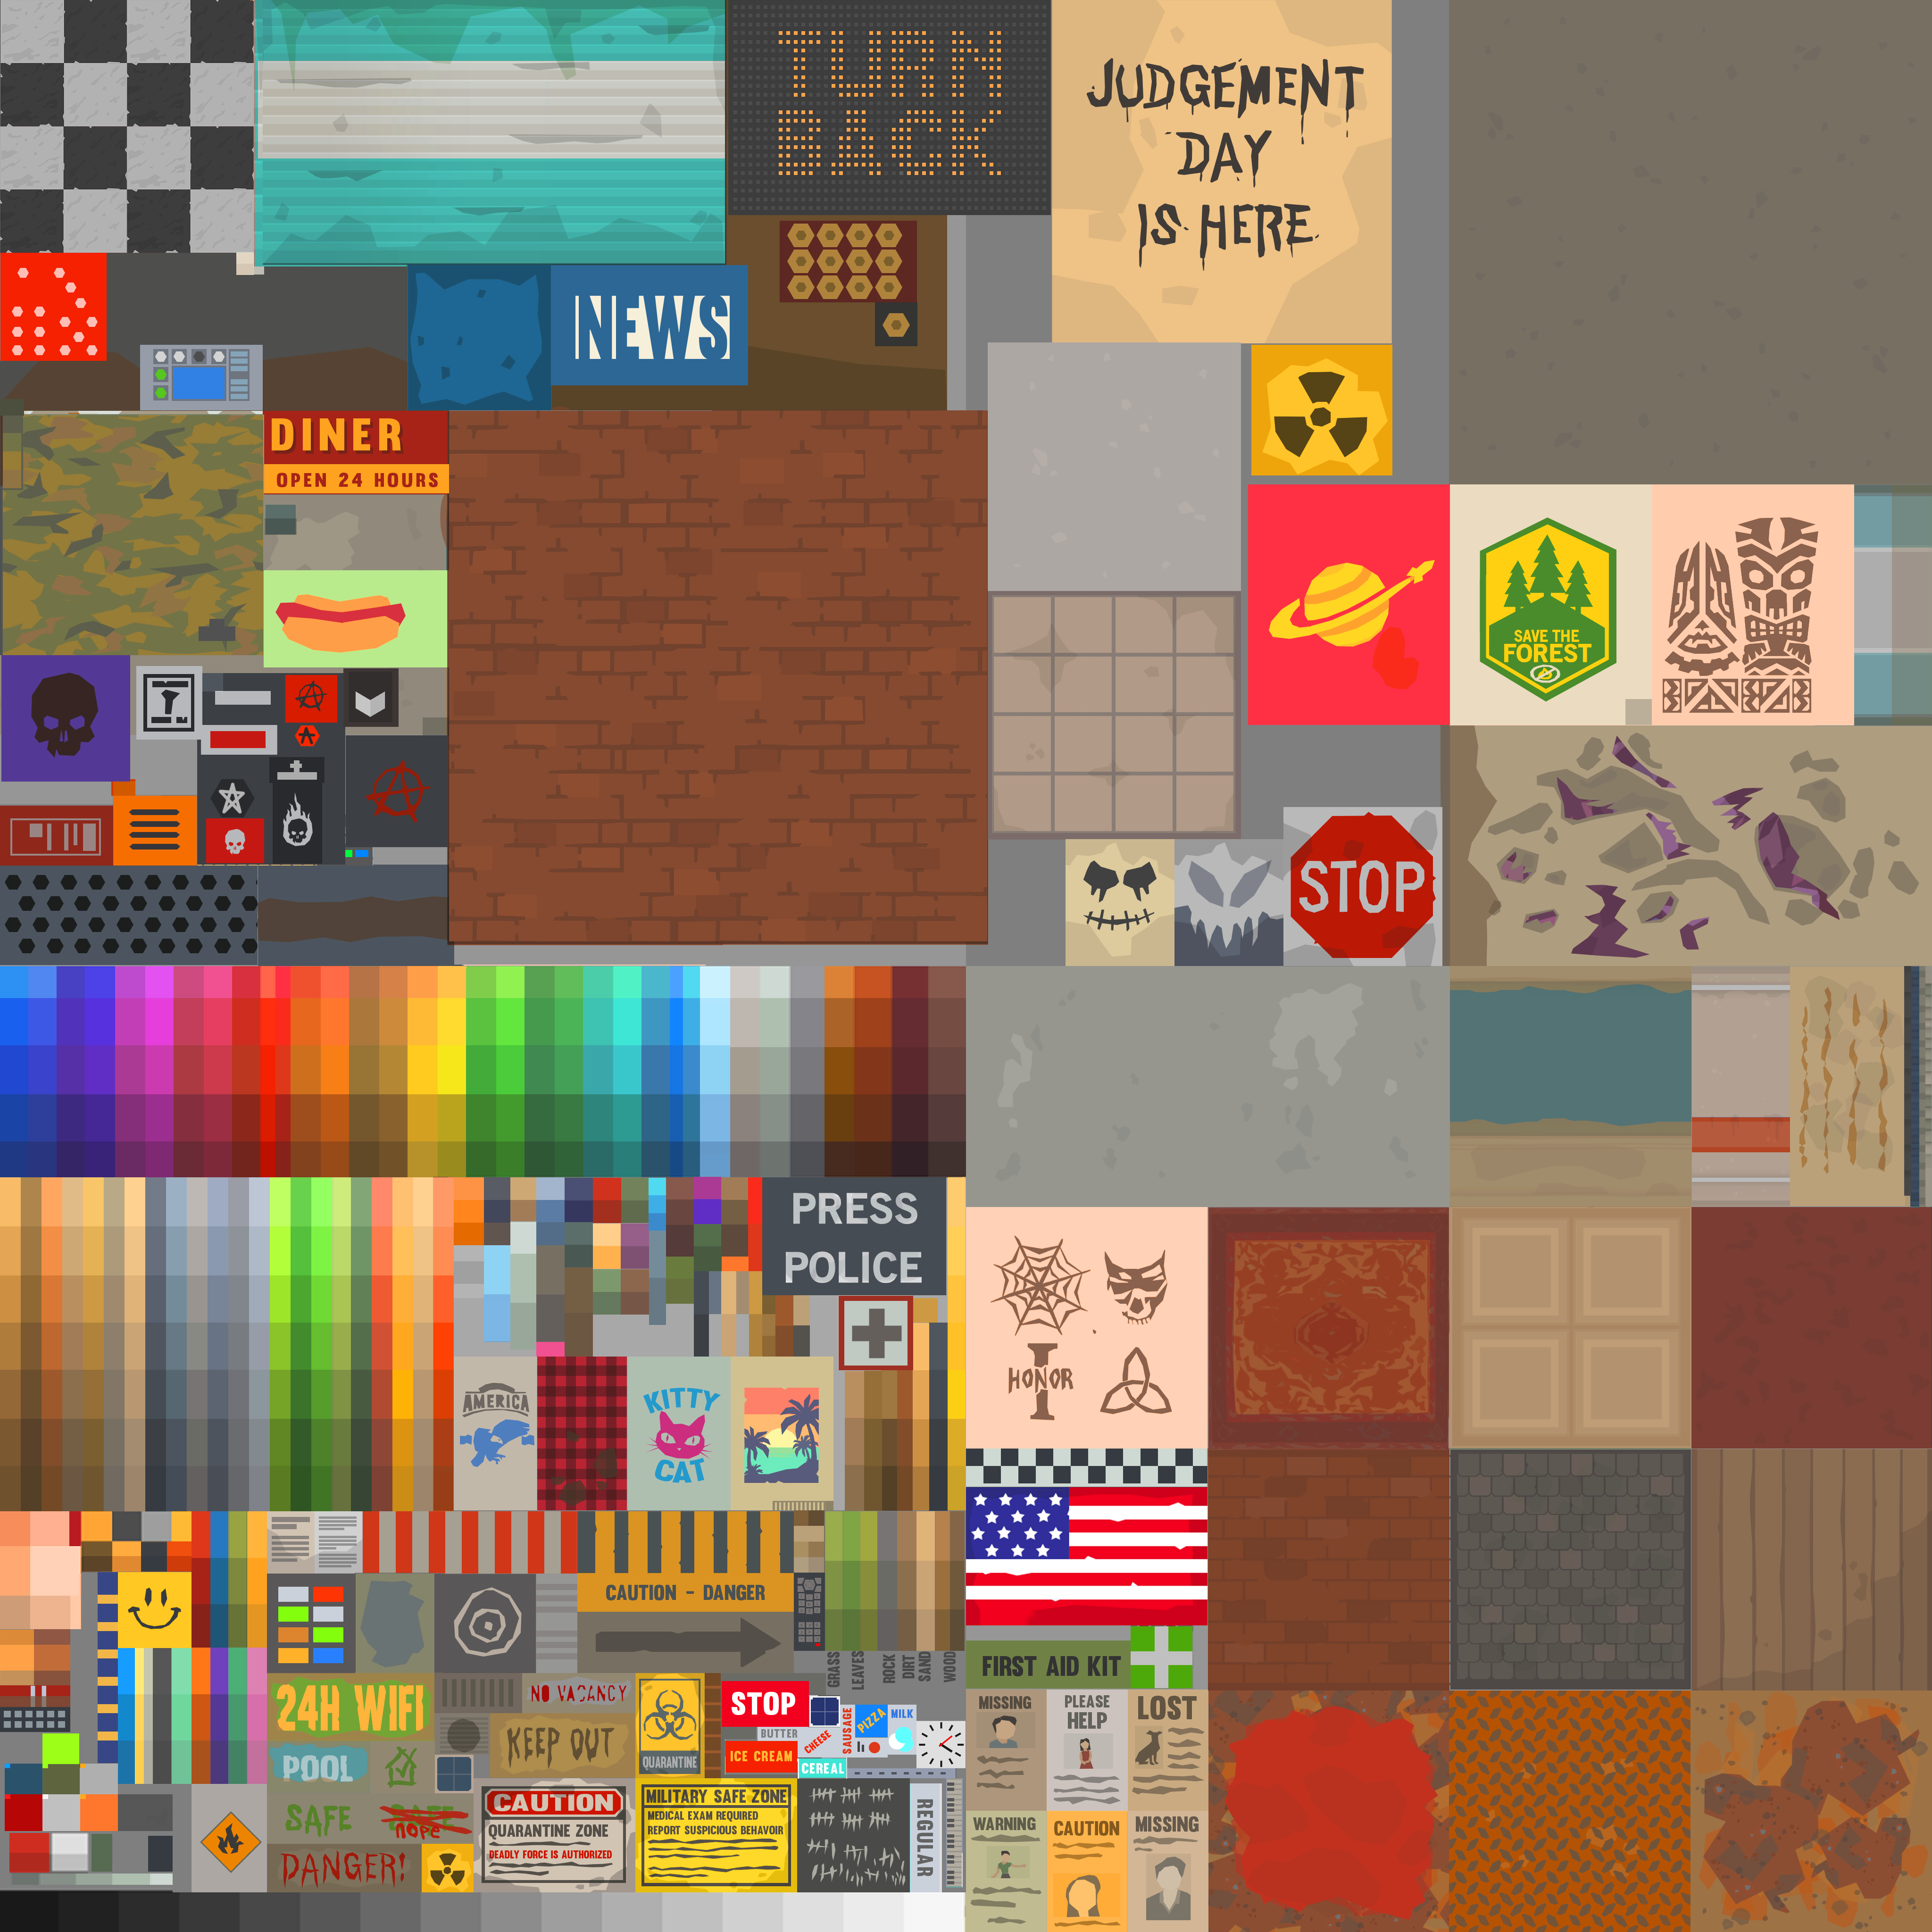 TURN
BACK
JUDGEMENT
DAY
IS HERE
NEWS
DINER
OPEN 24 HOURS
SAVE THE
FOREST
STOP
PRESS
POLICE
AMERICA
KITTY
CAT
HONOR
CAUTION - DANGER
GRASS
LEAVES
ROCK
DIRT
SAND
WOOD
FIRST AID KIT
24H WIFI
NO VACANCY
KEEP OUT
QUARANTINE
STOP
BUTTER
ICE CREAM
CHEESE
SAUSAGE
PIZZA
MILK
CEREAL
POOL
SAFE
SAFE
NOPE
DANGER!
CAUTION
QUARANTINE ZONE
DEADLY FORCE IS AUTHORIZED
MILITARY SAFE ZONE
MEDICAL EXAM REQUIRED
REPORT SUSPICIOUS BEHAVOIR
REGULAR
MISSING
PLEASE
HELP
LOST
WARNING
CAUTION
MISSING